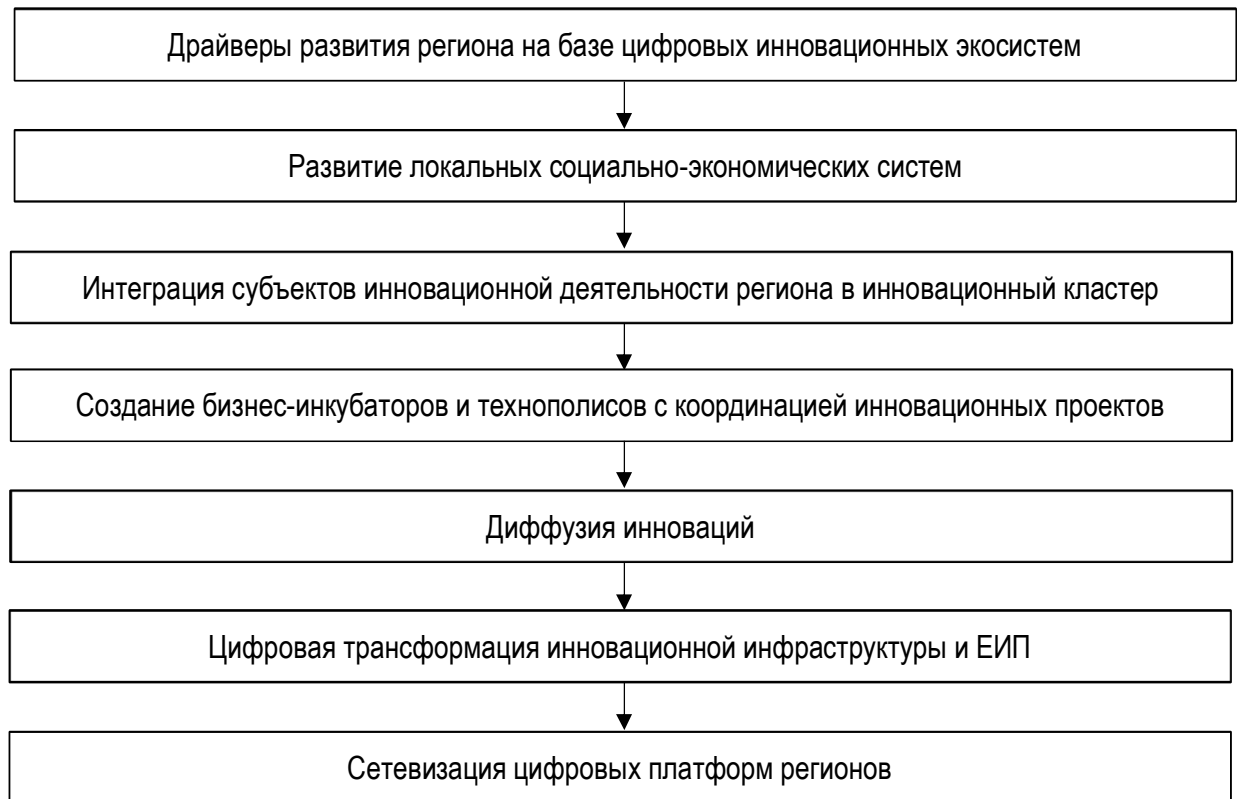 Драйверы развития региона на базе цифровых инновационных экосистем
Развитие локальных социально-экономических систем
Интеграция субъектов инновационной деятельности региона в инновационный кластер
Создание бизнес-инкубаторов и технополисов с координацией инновационных проектов
Диффузия инноваций
Цифровая трансформация инновационной инфраструктуры и ЕИП
Сетевизация цифровых платформ регионов